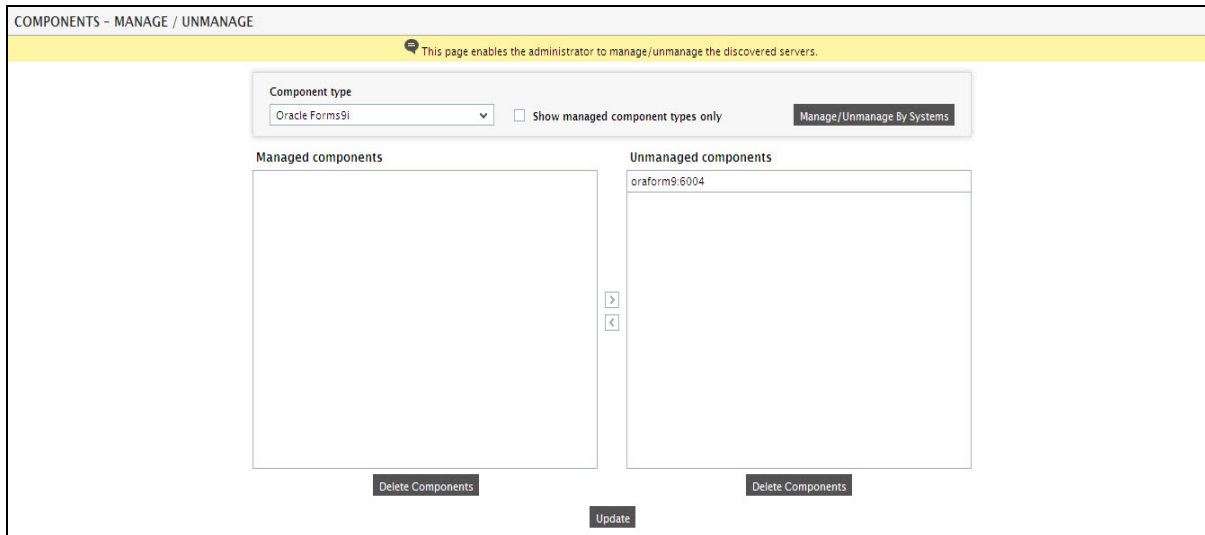 COMPONENTS - MANAGE / UNMANAGE
This page enables the administrator to manage/unmanage the discovered servers.
Component type
Oracle Forms9i
Show managed component types only
Manage/Unmanage By Systems
Managed components
Unmanaged components
oraform9:6004
>
<
Delete Components
Delete Components
Update